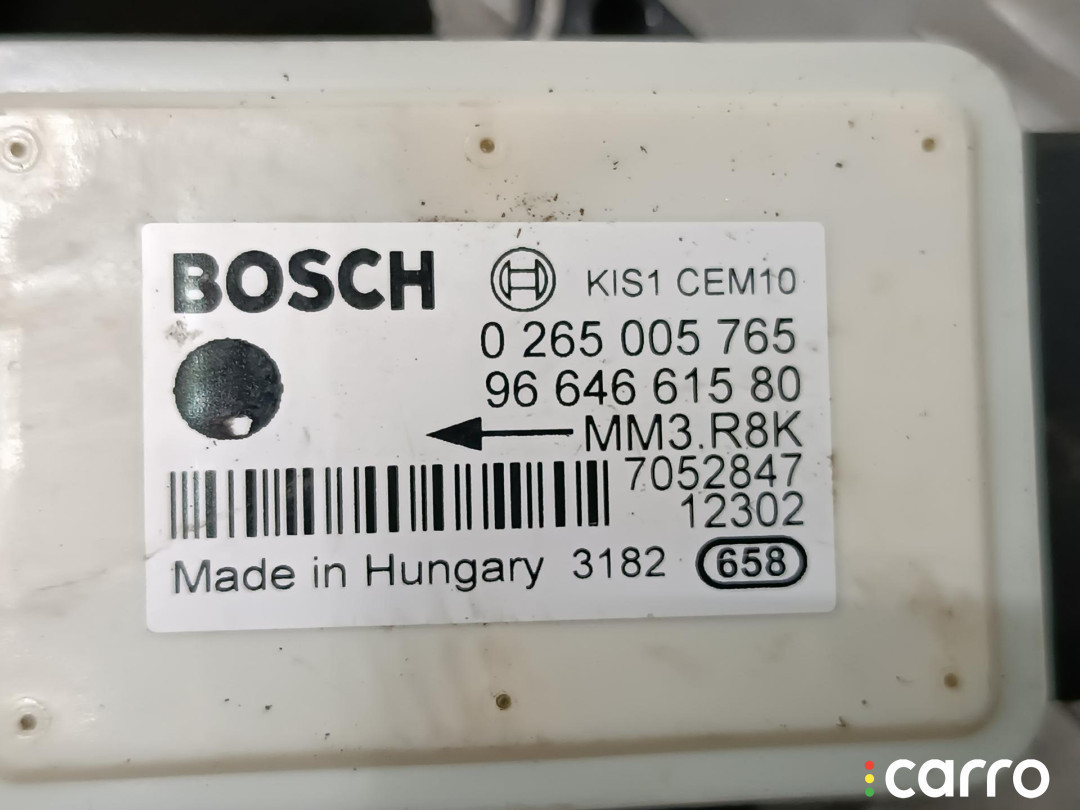 BOSCH KIS1 CEM10
0 265 005 765
96 646 615 80
MM3.R8K
7052847
12302
Made in Hungary 3182 658
carro